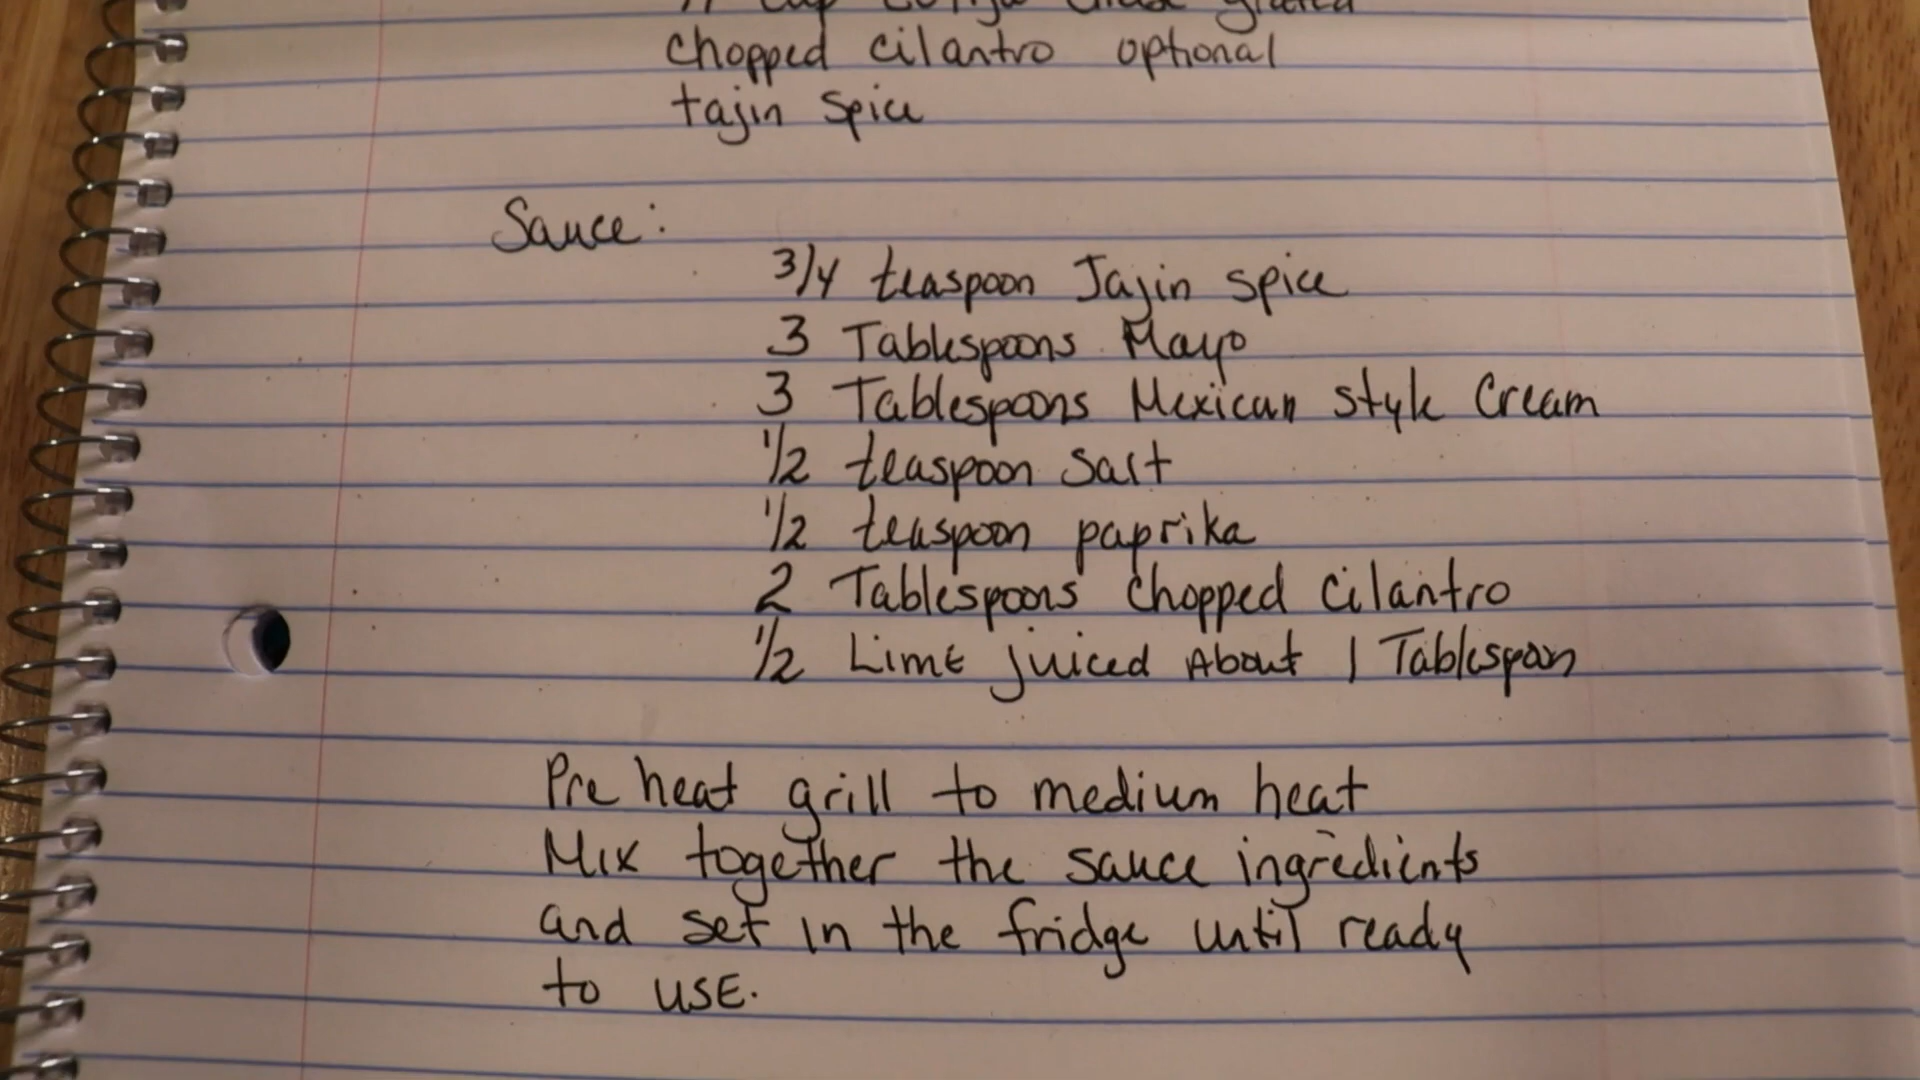 chopped cilantro optional
tajin spice
Sauce:
3/4 teaspoon Tajin spice
3 Tablespoons Mayo
3 Tablespoons Mexican style Cream
1/2 teaspoon salt
1/2 teaspoon paprika
2 Tablespoons chopped cilantro
1/2 Lime juiced About 1 Tablespoon
Pre heat grill to medium heat
Mix together the sauce ingredients
and set in the fridge until ready
to use.